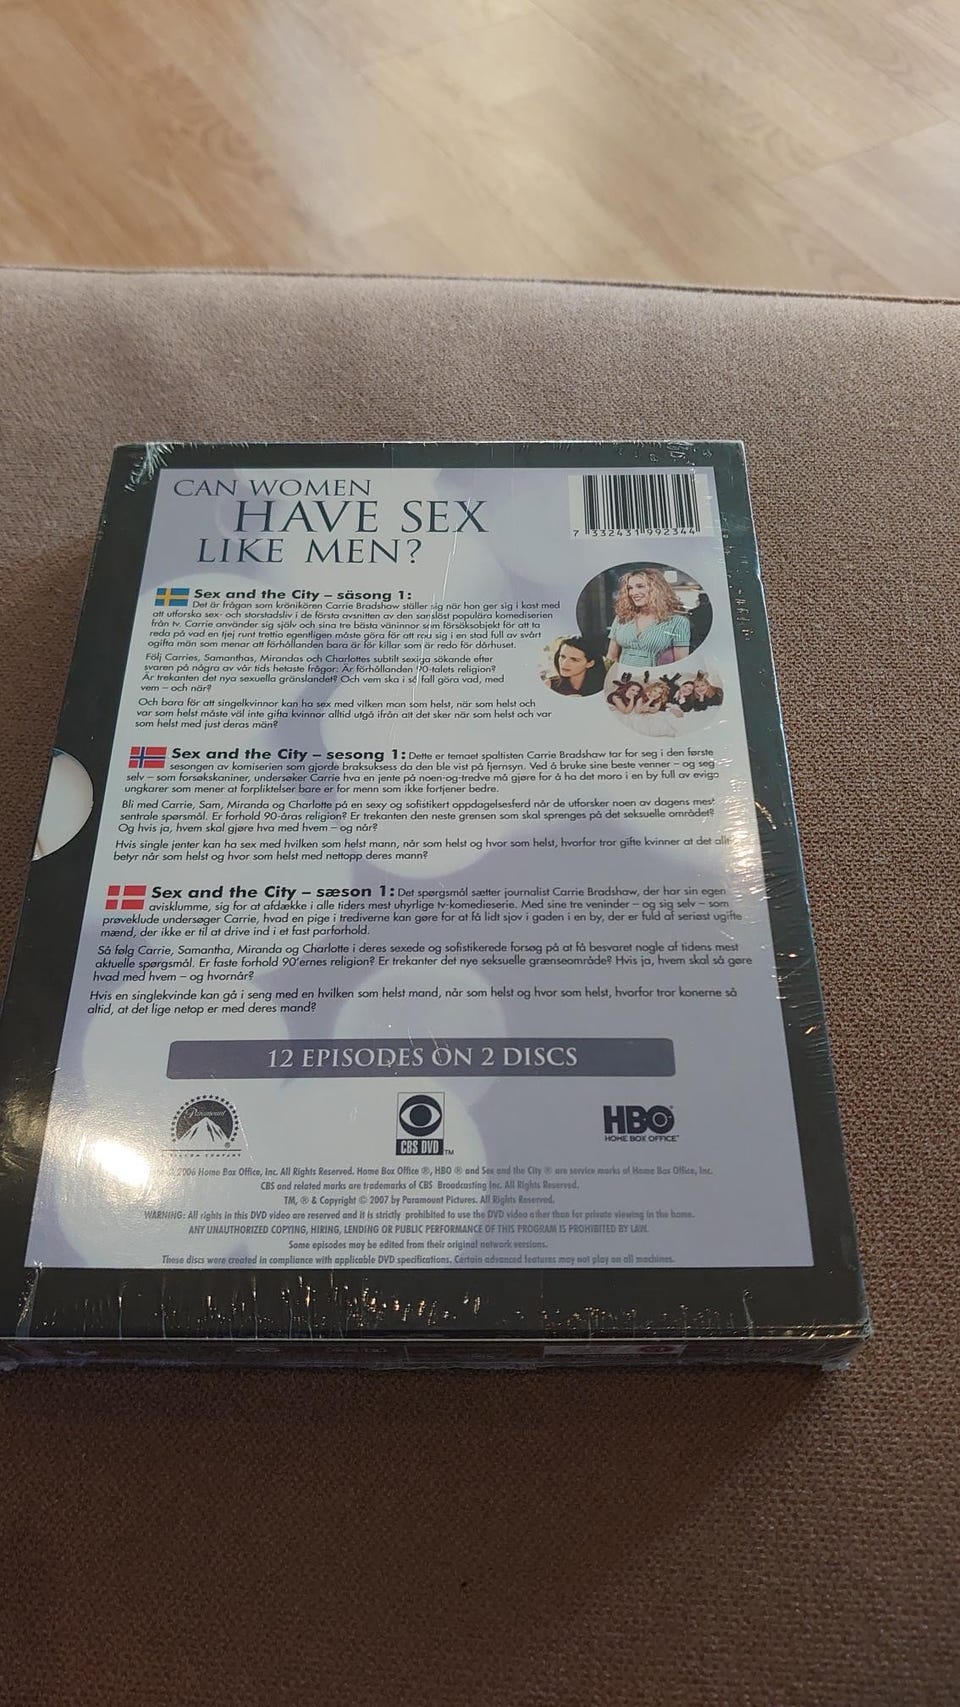 CAN WOMEN
HAVE SEX
LIKE MEN?
7 332431 992344
Sex and the City – säsong 1:
Det är frågan som krönikören Carrie Bradshaw ställer sig när hon ger sig i kast med
att utforska sex- och storstadsliv i de första avsnitten av den sanslöst populära komediserien
från tv. Carrie använder sig själv och sina tre bästa väninnor som försöksobjekt för att ta
reda på vad en tjej runt trettio egentligen måste göra för att roa sig i en stad full av svårt
ogifta män som menar att förhållanden bara är för killar som är redo för dårhuset.
Följ Carries, Samanthas, Mirandas och Charlottes subtilt sexiga sökande efter
svaren på några av vår tids hetaste frågor: Är förhållanden 90-talets religion?
Är trekanten det nya sexuella gränslandet? Och vem ska i så fall göra vad, med
vem – och när?
Och bara för att singelkvinnor kan ha sex med vilken man som helst, när som helst och
var som helst måste väl inte gifta kvinnor alltid utgå ifrån att det sker när som helst och var
som helst med just deras män?
Sex and the City – sesong 1: Dette er temaet spaltisten Carrie Bradshaw tar for seg i den første
sesongen av komiserien som gjorde braksuksess da den ble vist på fjernsyn. Ved å bruke sine beste venner – og seg
selv – som forsøkskaniner, undersøker Carrie hva en jente på noen-og-tredve må gjøre for å ha det moro i en by full av evige
ungkarer som mener at forpliktelser bare er for menn som ikke fortjener bedre.
Bli med Carrie, Sam, Miranda og Charlotte på en sexy og sofistikert oppdagelsesferd når de utforsker noen av dagens mest
sentrale spørsmål. Er forhold 90-åras religion? Er trekanten den neste grensen som skal sprenges på det seksuelle området?
Og hvis ja, hvem skal gjøre hva med hvem – og når?
Hvis single jenter kan ha sex med hvilken som helst mann, når som helst og hvor som helst, hvorfor tror gifte kvinner at det alltid
betyr når som helst og hvor som helst med nettopp deres mann?
Sex and the City – sæson 1: Det spørgsmål sætter journalist Carrie Bradshaw, der har sin egen
avisklumme, sig for at afdække i alle tiders mest uhyrlige tv-komedieserie. Med sine tre veninder – og sig selv – som
prøveklude undersøger Carrie, hvad en pige i trediverne kan gøre for at få lidt sjov i gaden i en by, der er fuld af seriøst ugifte
mænd, der ikke er til at drive ind i et fast parforhold.
Så følg Carrie, Samantha, Miranda og Charlotte i deres sexede og sofistikerede forsøg på at få besvaret nogle af tidens mest
aktuelle spørgsmål. Er faste forhold 90'ernes religion? Er trekanter det nye seksuelle grænseområde? Hvis ja, hvem skal så gøre
hvad med hvem – og hvornår?
Hvis en singlekvinde kan gå i seng med en hvilken som helst mand, når som helst og hvor som helst, hvorfor tror konerne så
altid, at det lige netop er med deres mand?
12 EPISODES ON 2 DISCS
Paramount
CBS DVD TM
HBO®
HOME BOX OFFICE®
2006 Home Box Office, Inc. All Rights Reserved. Home Box Office ®, HBO ® and Sex and the City ® are service marks of Home Box Office, Inc.
CBS and related marks are trademarks of CBS Broadcasting Inc. All Rights Reserved.
TM, ® & Copyright © 2007 by Paramount Pictures. All Rights Reserved.
WARNING: All rights in this DVD video are reserved and it is strictly prohibited to use the DVD video other than for private viewing in the home.
ANY UNAUTHORIZED COPYING, HIRING, LENDING OR PUBLIC PERFORMANCE OF THIS PROGRAM IS PROHIBITED BY LAW.
Some episodes may be edited from their original network versions.
These discs were created in compliance with applicable DVD specifications. Certain advanced features may not play on all machines.